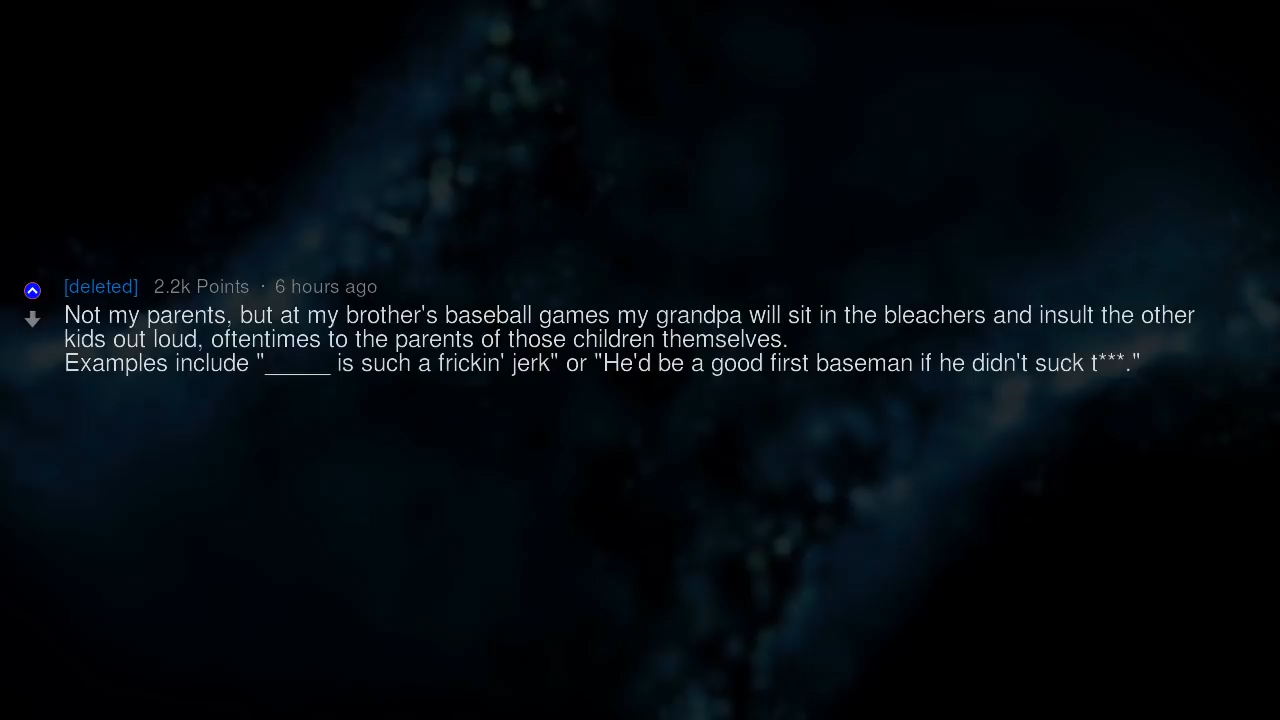 [deleted] 2.2k Points · 6 hours ago
Not my parents, but at my brother's baseball games my grandpa will sit in the bleachers and insult the other
kids out loud, oftentimes to the parents of those children themselves.
Examples include "_____ is such a frickin' jerk" or "He'd be a good first baseman if he didn't suck t***."